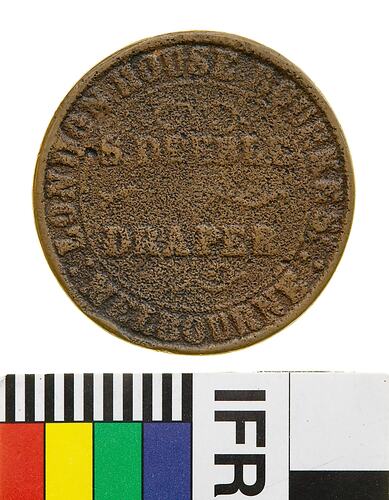 LONDON HOUSE
S. DEEBLE
DRAPER
MELBOURNE
IFR